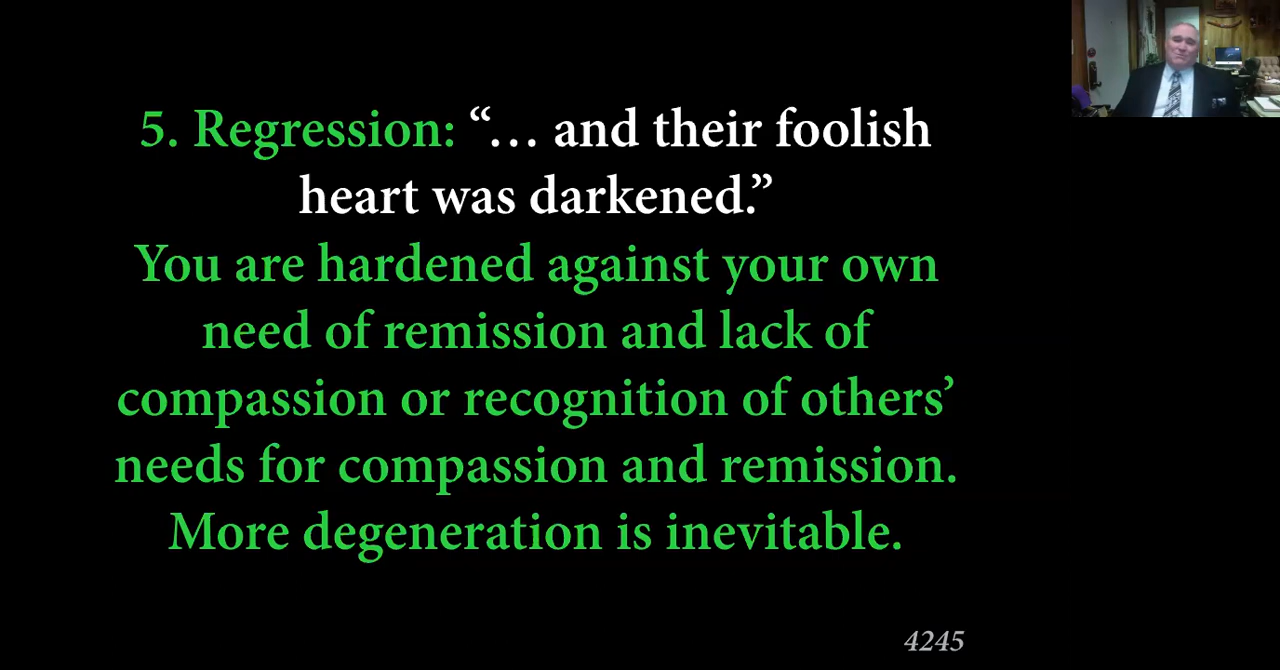 5. Regression: “… and their foolish
heart was darkened.”
You are hardened against your own
need of remission and lack of
compassion or recognition of others’
needs for compassion and remission.
More degeneration is inevitable.
4245